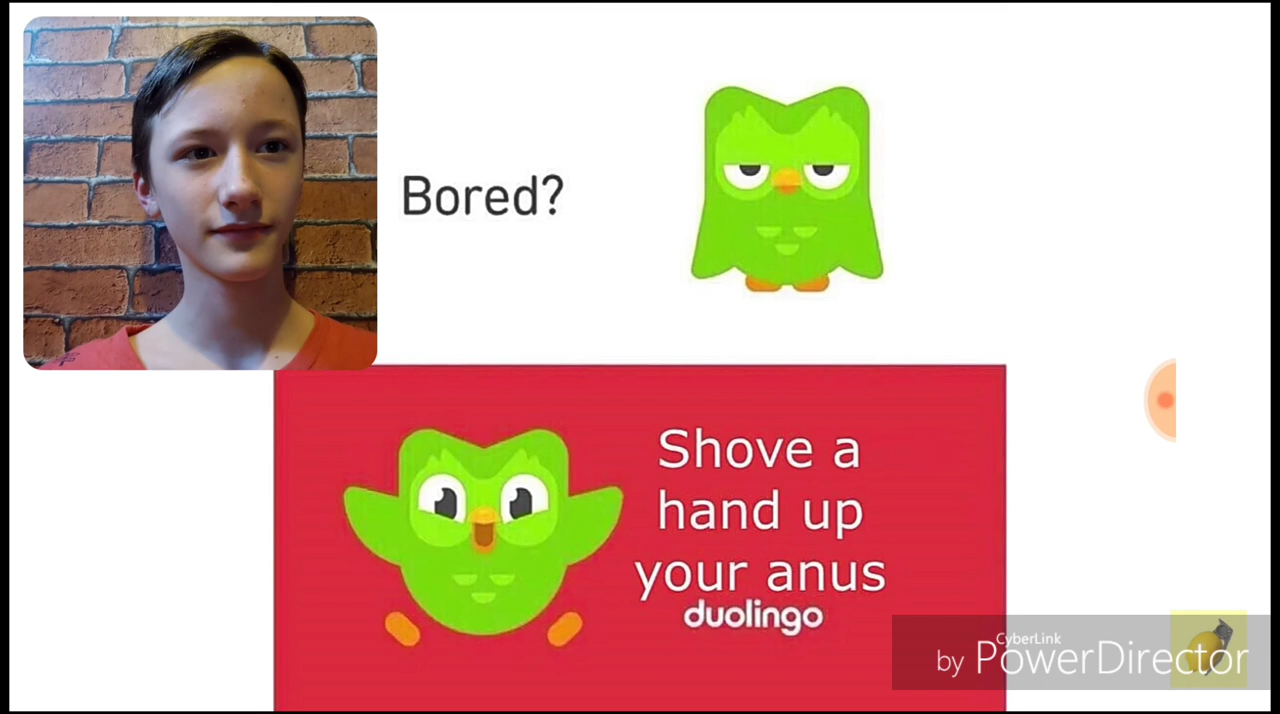 Bored?
Shove a
hand up
your anus
duolingo
CyberLink
by PowerDirector